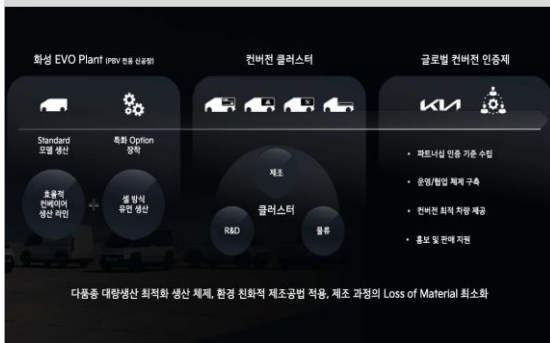 화성 EVO Plant (PBV 전용 신공장)
컨버전 클러스터
글로벌 컨버전 인증제
Standard
모델 생산
특화 Option
장착
효율적
컨베이어
생산 라인
+
셀 방식
유연 생산
제조
클러스터
R&D
물류
KIA
• 파트너십 인증 기준 수립
• 운영/협업 체계 구축
• 컨버전 최적 차량 제공
• 홍보 및 판매 지원
다품종 대량생산 최적화 생산 체제, 환경 친화적 제조공법 적용, 제조 과정의 Loss of Material 최소화